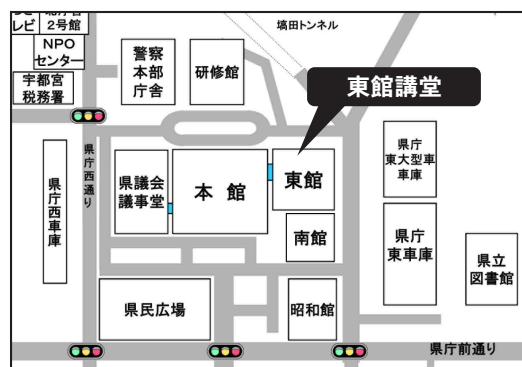 塙田トンネル
レビ
2号館
NPO
センター
宇都宮
税務署
警察
本部
庁舎
研修館
東館講堂
県庁西通り
県庁西車庫
県議会
議事堂
本館
東館
南館
県庁
東大型車
車庫
県庁
東車庫
県立
図書館
県民広場
昭和館
県庁前通り